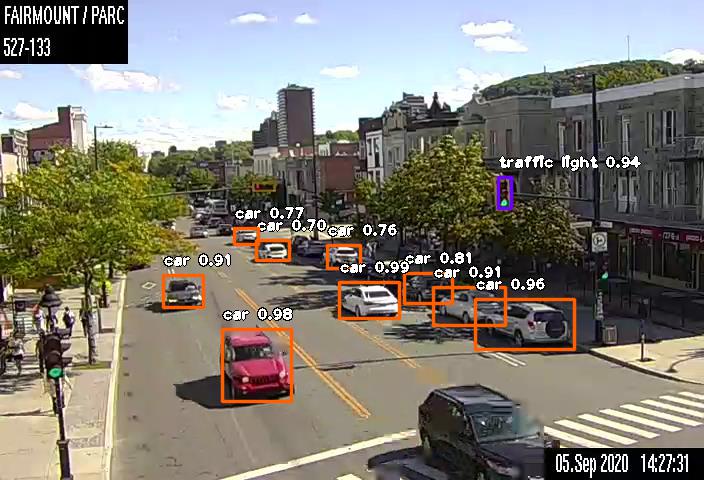 FAIRMOUNT / PARC
527-133
traffic light 0.94
car 0.77
car 0.70
car 0.76
car 0.91
car 0.99
car 0.81
car 0.91
car 0.96
car 0.98
05.Sep 2020 14:27:31